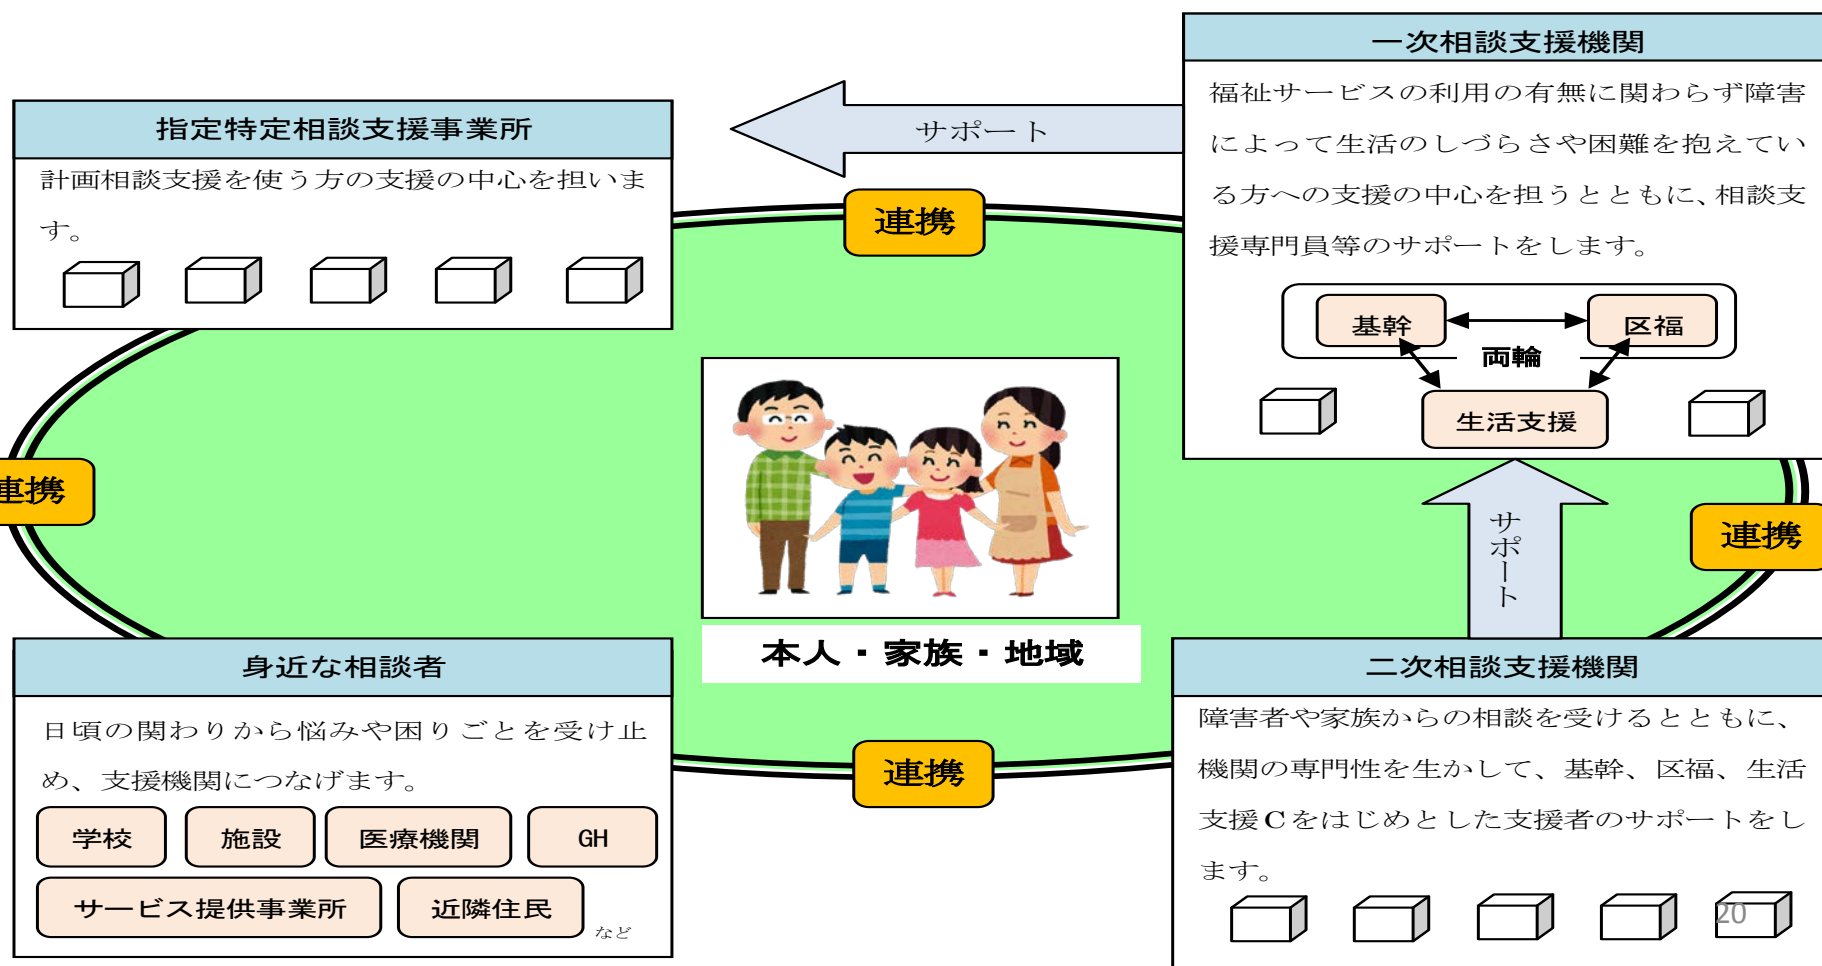 一次相談支援機関
福祉サービスの利用の有無に関わらず障害
によって生活のしづらさや困難を抱えてい
る方への支援の中心を担うとともに、相談支
援専門員等のサポートをします。
基幹
区福
両輪
生活支援
サポート
指定特定相談支援事業所
計画相談支援を使う方の支援の中心を担いま
す。
連携
連携
連携
サポート
本人・家族・地域
身近な相談者
日頃の関わりから悩みや困りごとを受け止
め、支援機関につなげます。
学校
施設
医療機関
GH
サービス提供事業所
近隣住民
など
連携
二次相談支援機関
障害者や家族からの相談を受けるとともに、
機関の専門性を生かして、基幹、区福、生活
支援Cをはじめとした支援者のサポートをし
ます。
20